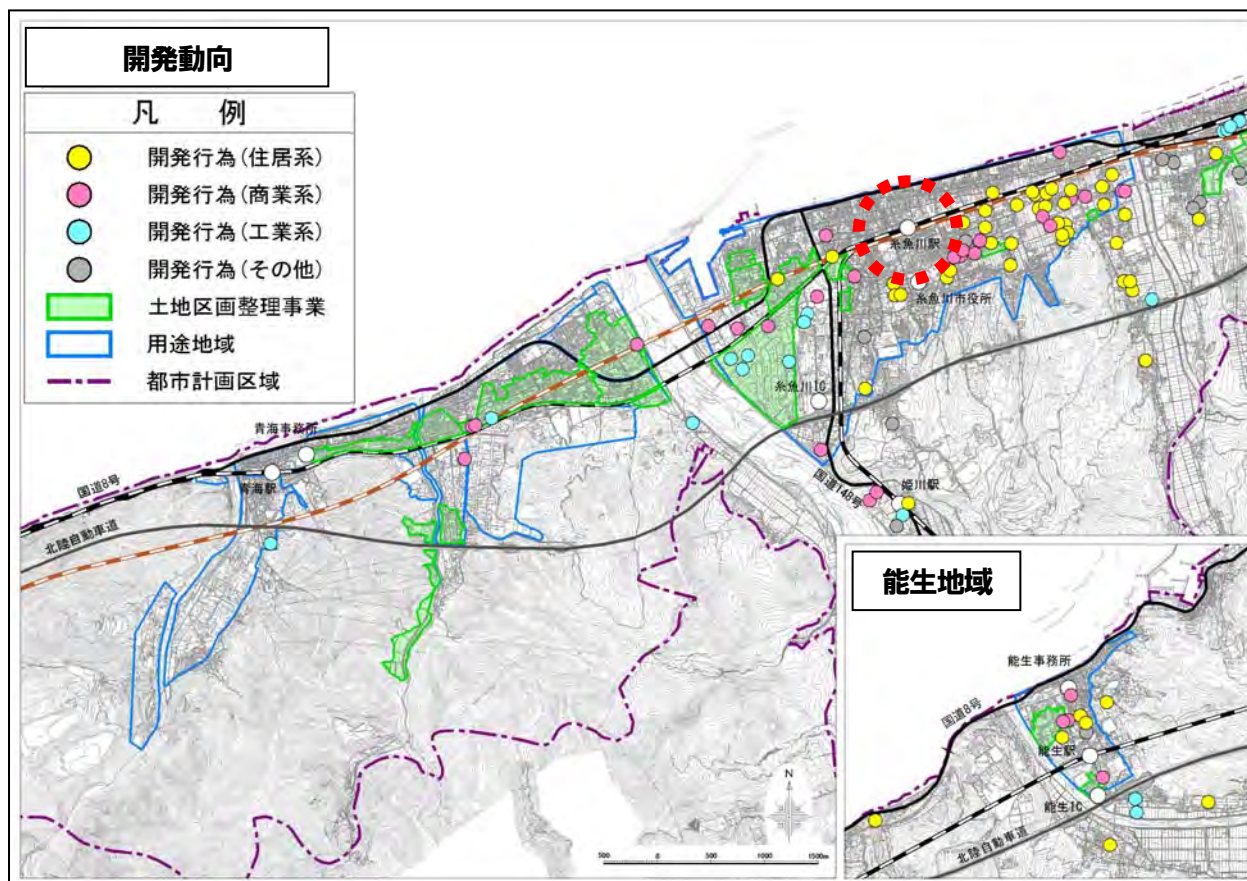 開発動向
凡　例
開発行為(住居系)
開発行為(商業系)
開発行為(工業系)
開発行為(その他)
土地区画整理事業
用途地域
都市計画区域
糸魚川駅
糸魚川市役所
糸魚川IC
青海事務所
青海駅
国道8号
北陸自動車道
国道148号
姫川駅
能生地域
能生事務所
国道8号
能生駅
能生IC
北陸自動車道
N
500 0 500 1000 1500m